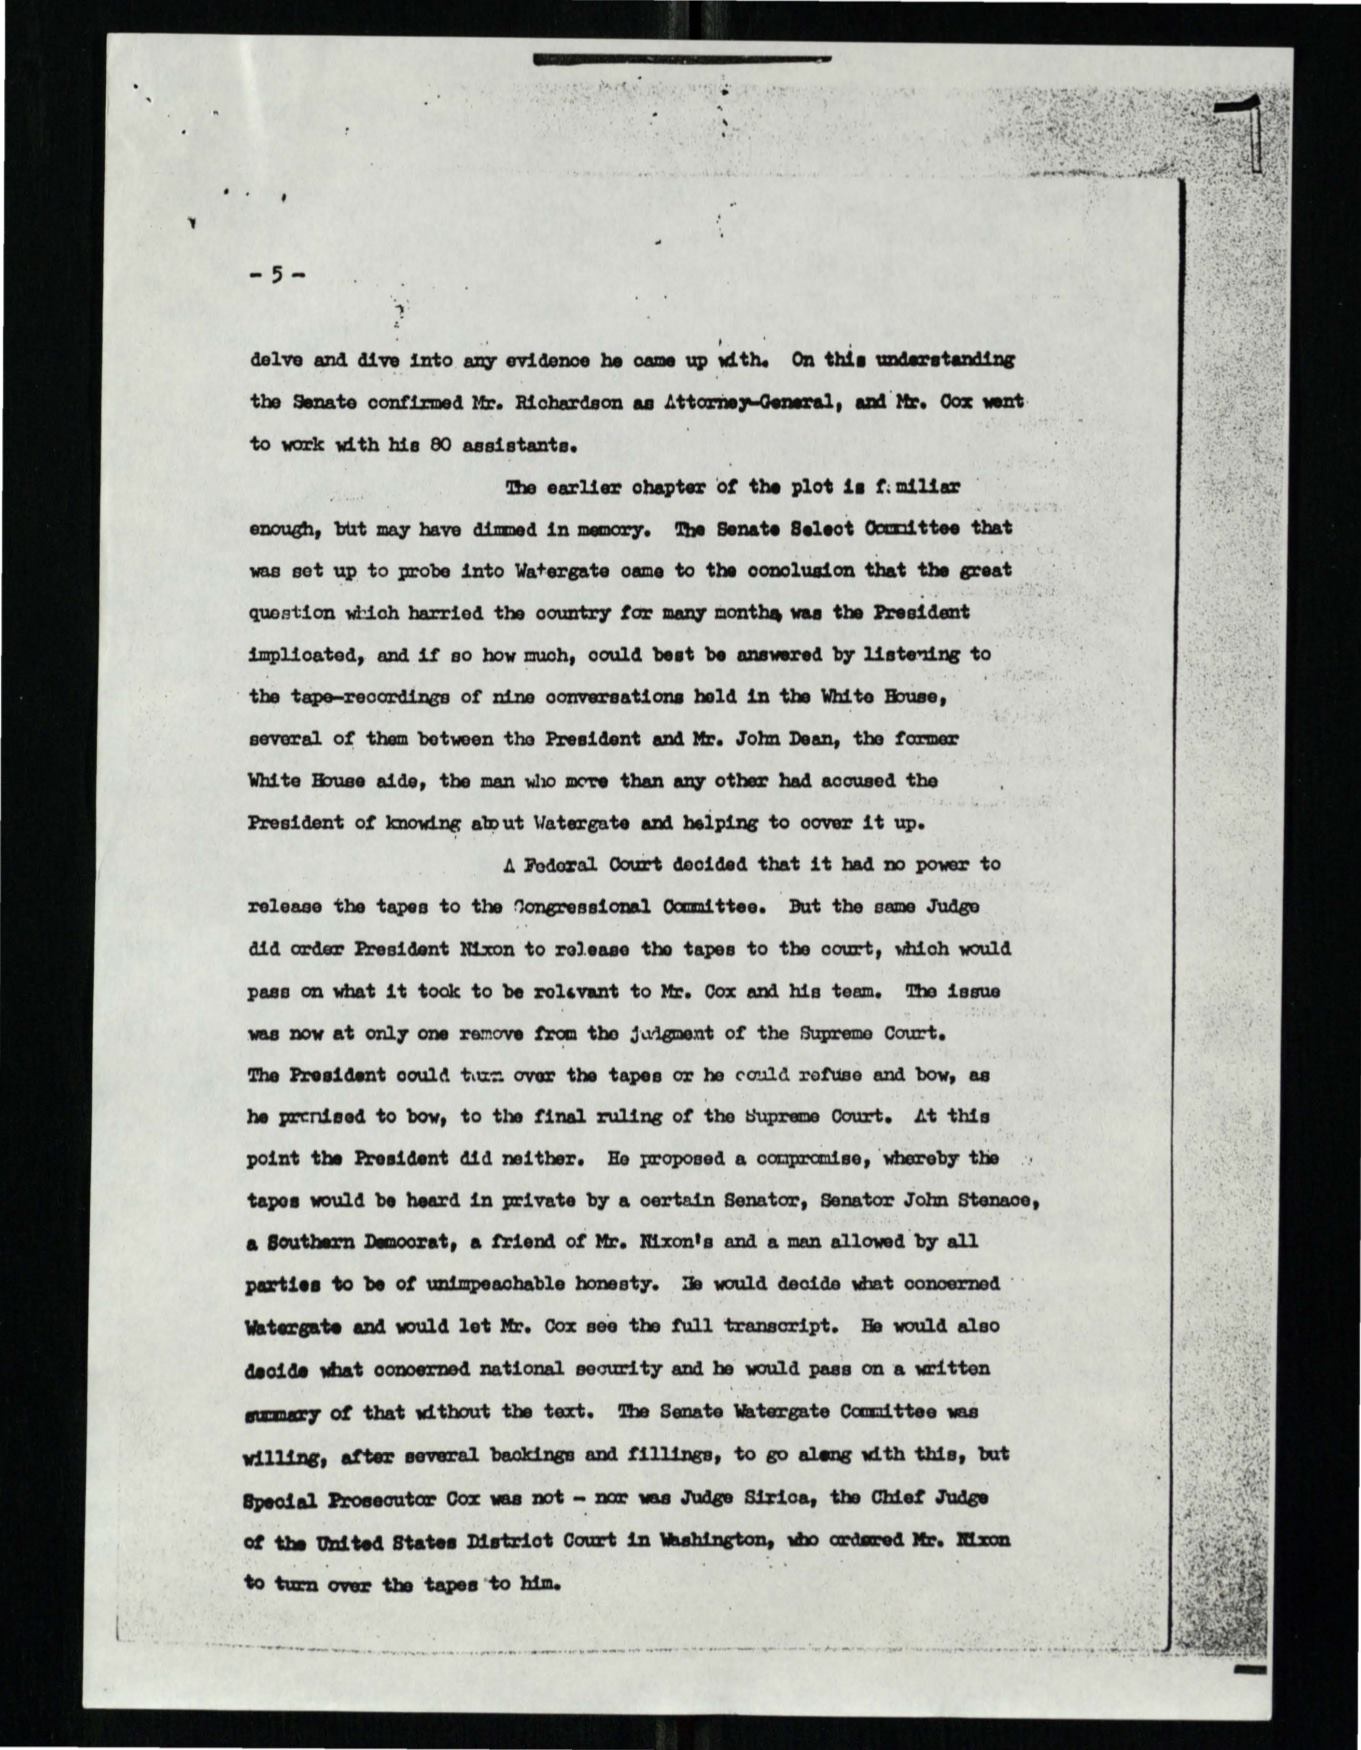 - 5 -
delve and dive into any evidence he came up with. On this understanding
the Senate confirmed Mr. Richardson as Attorney-General, and Mr. Cox went
to work with his 80 assistants.
The earlier chapter of the plot is familiar
enough, but may have dimmed in memory. The Senate Select Committee that
was set up to probe into Watergate came to the conclusion that the great
question which harried the country for many months, was the President
implicated, and if so how much, could best be answered by listening to
the tape-recordings of nine conversations held in the White House,
several of them between the President and Mr. John Dean, the former
White House aide, the man who more than any other had accused the
President of knowing about Watergate and helping to cover it up.
A Federal Court decided that it had no power to
release the tapes to the Congressional Committee. But the same Judge
did order President Nixon to release the tapes to the court, which would
pass on what it took to be relevant to Mr. Cox and his team. The issue
was now at only one remove from the judgment of the Supreme Court.
The President could turn over the tapes or he could refuse and bow, as
he promised to bow, to the final ruling of the Supreme Court. At this
point the President did neither. He proposed a compromise, whereby the
tapes would be heard in private by a certain Senator, Senator John Stenace,
a Southern Democrat, a friend of Mr. Nixon's and a man allowed by all
parties to be of unimpeachable honesty. He would decide what concerned
Watergate and would let Mr. Cox see the full transcript. He would also
decide what concerned national security and he would pass on a written
summary of that without the text. The Senate Watergate Committee was
willing, after several backings and fillings, to go along with this, but
Special Prosecutor Cox was not - nor was Judge Sirica, the Chief Judge
of the United States District Court in Washington, who ordered Mr. Nixon
to turn over the tapes to him.